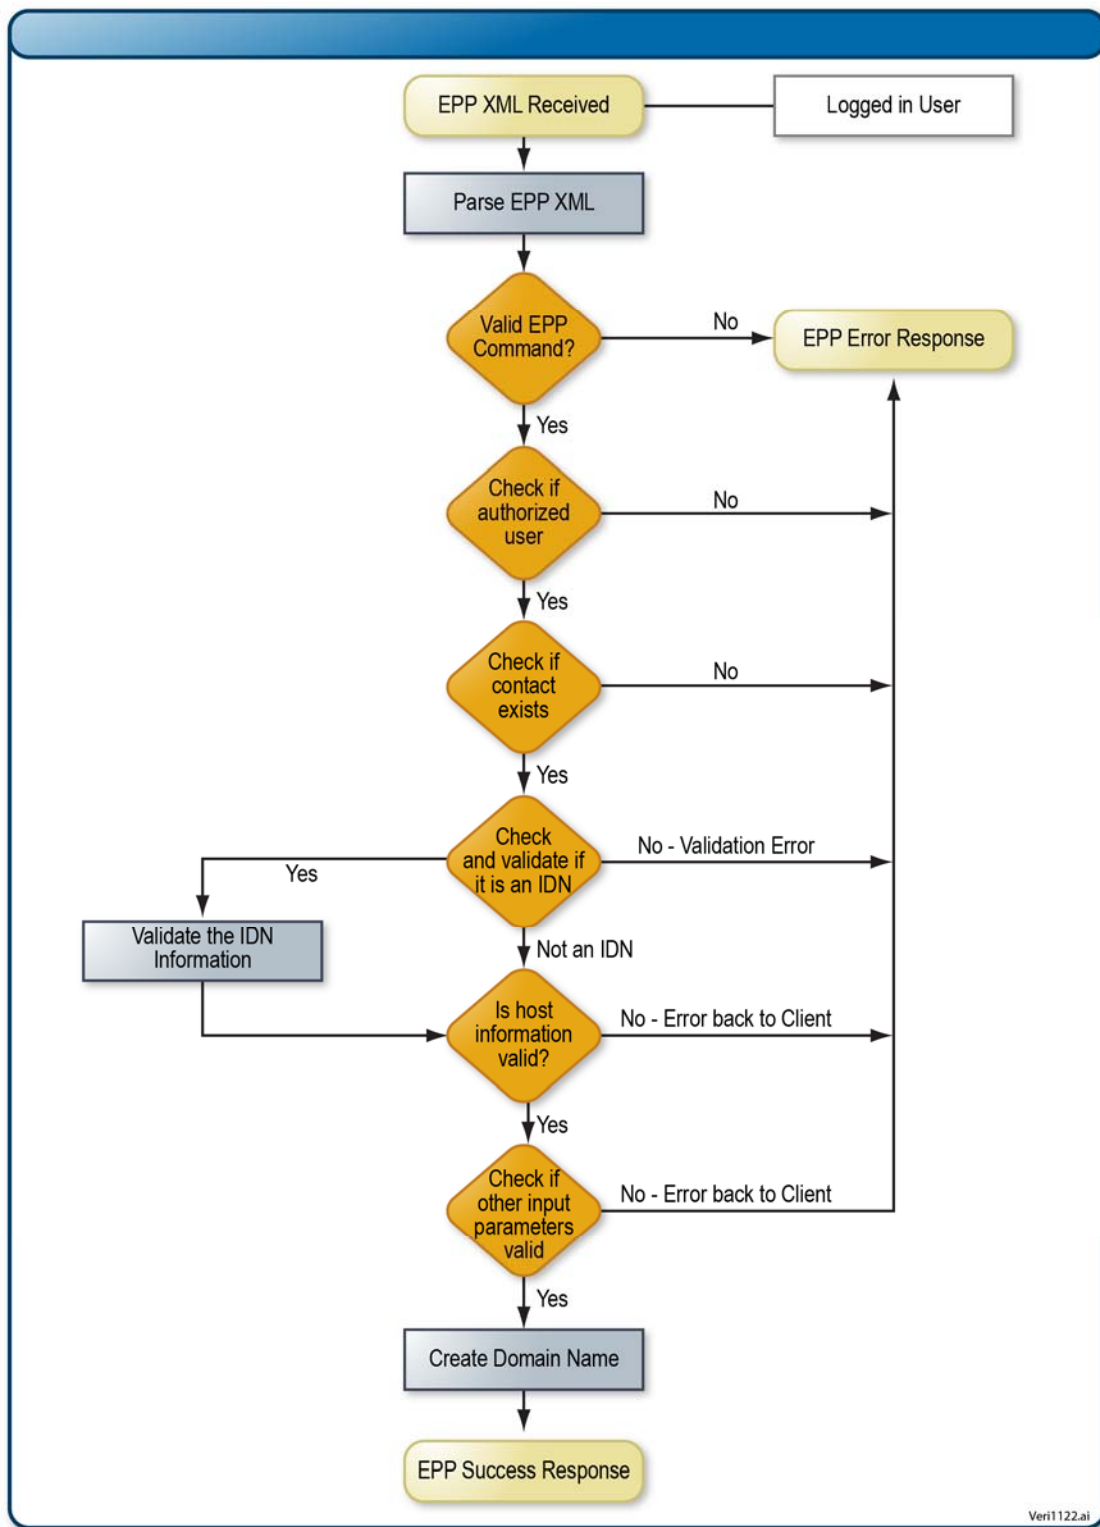 EPP XML Received
Logged in User
Parse EPP XML
Valid EPP
Command?
No
EPP Error Response
Yes
Check if
authorized
user
No
Yes
Check if
contact
exists
No
Yes
Check
and validate if
it is an IDN
No - Validation Error
Yes
Validate the IDN
Information
Not an IDN
Is host
information
valid?
No - Error back to Client
Yes
Check if
other input
parameters
valid
No - Error back to Client
Yes
Create Domain Name
EPP Success Response
Veri1122.ai